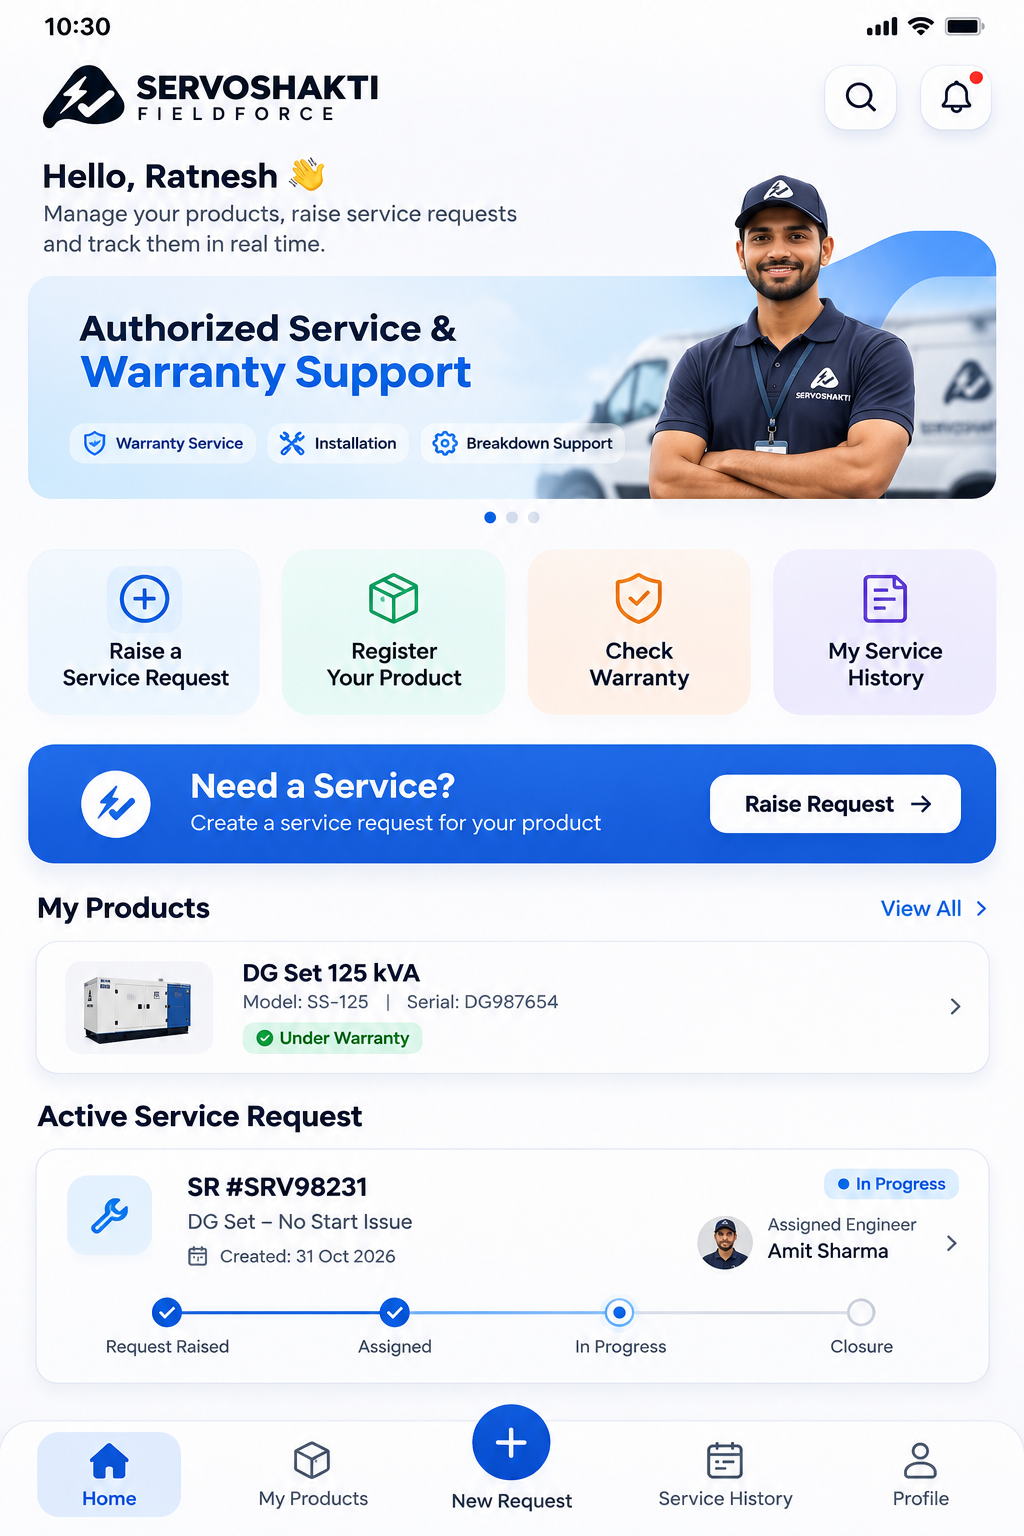 10:30
SERVOSHAKTI
FIELDFORCE
Hello, Ratnesh 👋
Manage your products, raise service requests
and track them in real time.
Authorized Service &
Warranty Support
Warranty Service
Installation
Breakdown Support
SERVOSHAKTI
Raise a
Service Request
Register
Your Product
Check
Warranty
My Service
History
Need a Service?
Create a service request for your product
Raise Request →
My Products
View All >
DG Set 125 kVA
Model: SS-125 | Serial: DG987654
Under Warranty
Active Service Request
SR #SRV98231
In Progress
DG Set – No Start Issue
Created: 31 Oct 2026
Assigned Engineer
Amit Sharma
Request Raised
Assigned
In Progress
Closure
Home
My Products
New Request
Service History
Profile